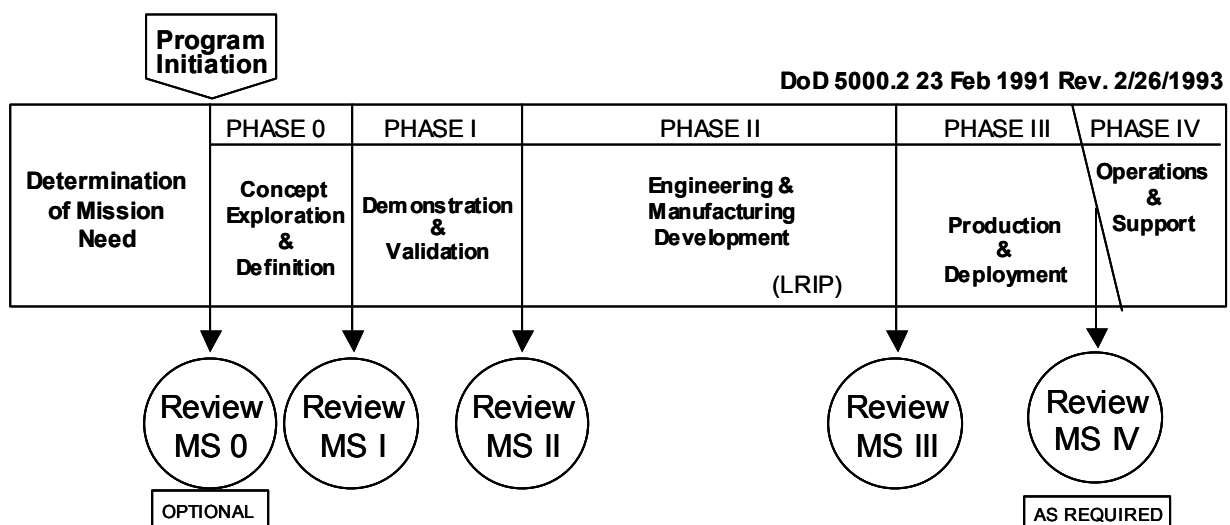 Program
Initiation
DoD 5000.2 23 Feb 1991 Rev. 2/26/1993
Determination
of Mission
Need
PHASE 0
Concept
Exploration
&
Definition
PHASE I
Demonstration
&
Validation
PHASE II
Engineering &
Manufacturing
Development
(LRIP)
PHASE III
Production
&
Deployment
PHASE IV
Operations
&
Support
Review
MS 0
OPTIONAL
Review
MS I
Review
MS II
Review
MS III
Review
MS IV
AS REQUIRED